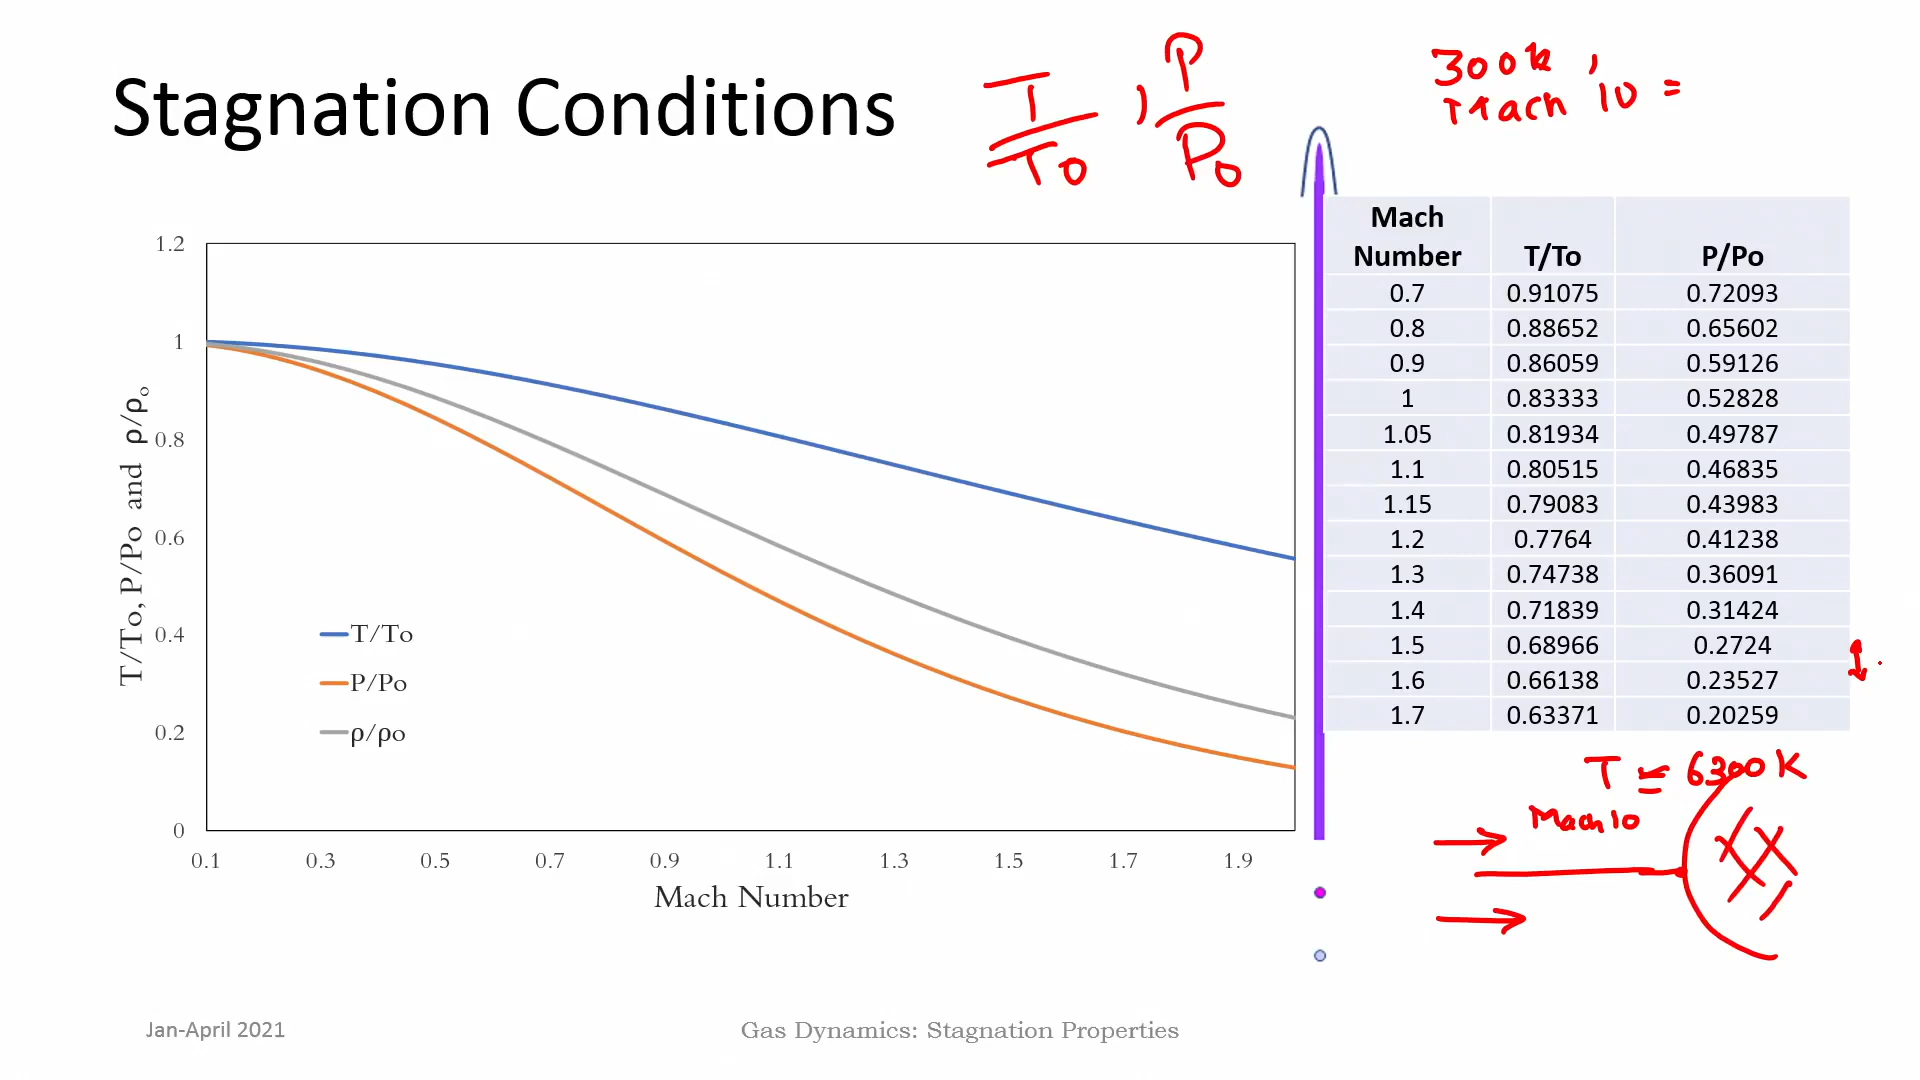 Stagnation Conditions
T/To , P/Po
300k ,
Mach 10 =
T/To, P/Po and ρ/ρo
1.2
1
0.8
0.6
0.4
0.2
0
T/To
P/Po
ρ/ρo
0.1 0.3 0.5 0.7 0.9 1.1 1.3 1.5 1.7 1.9
Mach Number
Mach Number T/To P/Po
0.7 0.91075 0.72093
0.8 0.88652 0.65602
0.9 0.86059 0.59126
1 0.83333 0.52828
1.05 0.81934 0.49787
1.1 0.80515 0.46835
1.15 0.79083 0.43983
1.2 0.7764 0.41238
1.3 0.74738 0.36091
1.4 0.71839 0.31424
1.5 0.68966 0.2724
1.6 0.66138 0.23527
1.7 0.63371 0.20259
T = 6300 K
Mach 10
Jan-April 2021
Gas Dynamics: Stagnation Properties